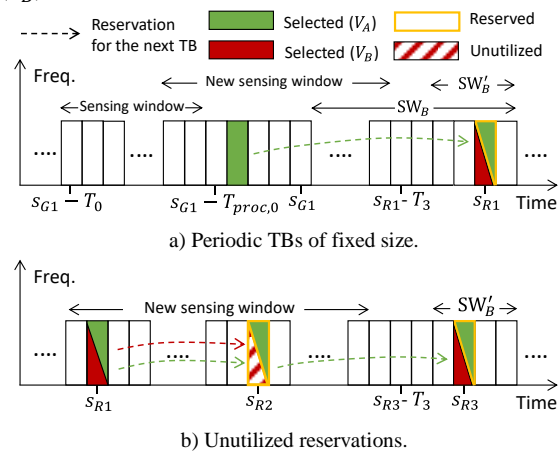 Reservation for the next TB
Selected (V_A)
Reserved
Selected (V_B)
Unutilized
Freq.
New sensing window
SW'_B
Sensing window
SW_B
.... .... .... ....
s_G1 − T_0
s_G1 − T_proc,0
s_G1
s_R1- T_3
s_R1
Time
a) Periodic TBs of fixed size.
Freq.
New sensing window
SW'_B
.... .... .... ....
s_R1
s_R2
s_R3- T_3
s_R3
Time
b) Unutilized reservations.